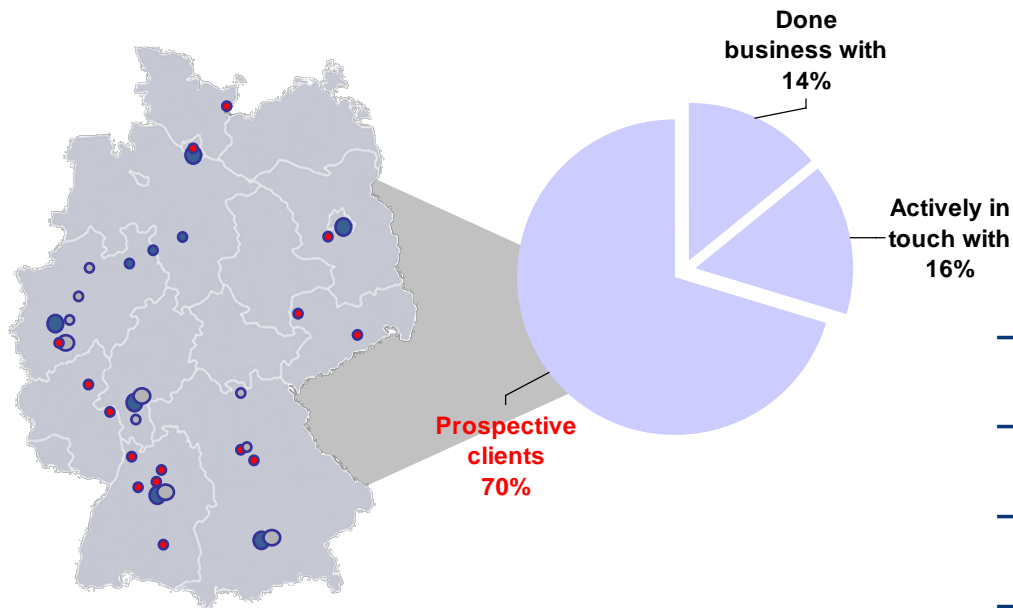 Done
business with
14%
Actively in
touch with
16%
Prospective
clients
70%